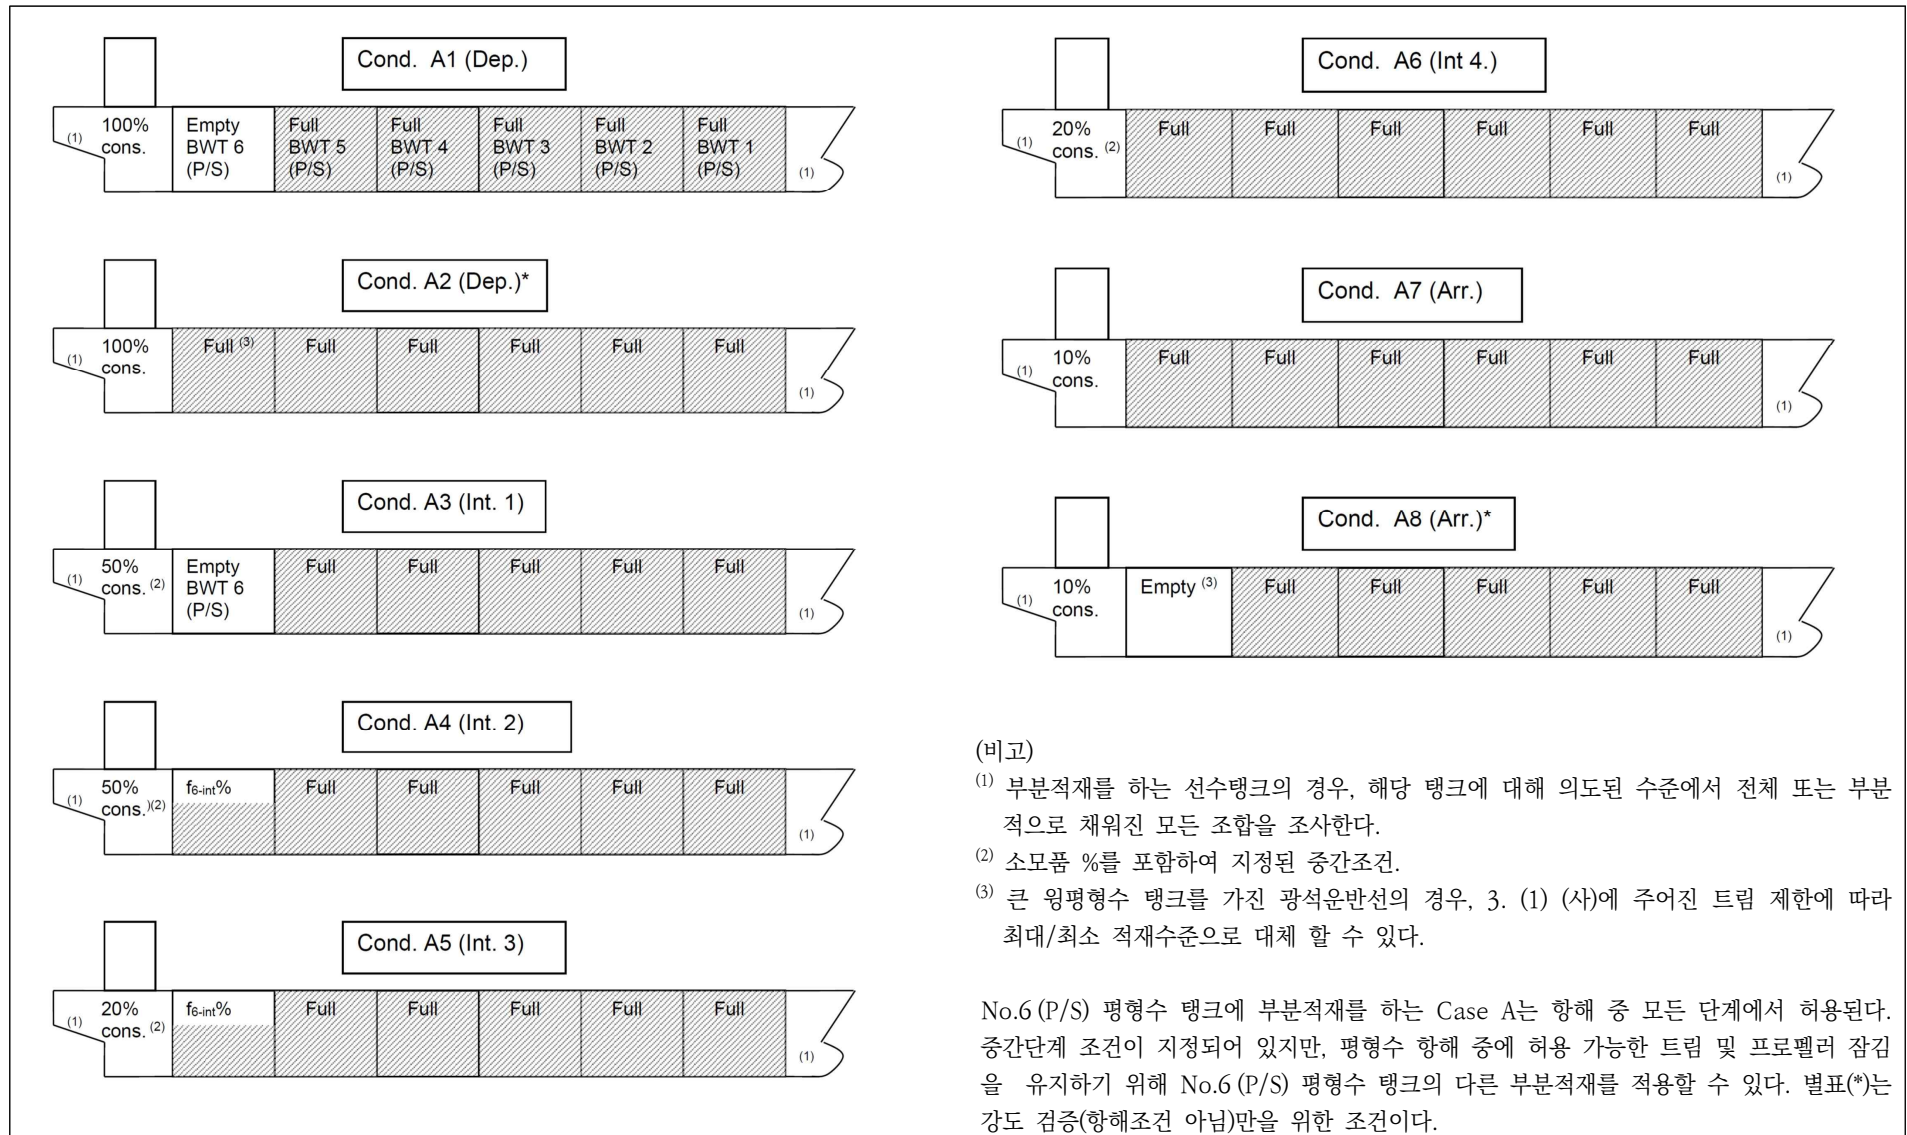 Cond. A1 (Dep.)
(1)
100%
cons.
Empty
BWT 6
(P/S)
Full
BWT 5
(P/S)
Full
BWT 4
(P/S)
Full
BWT 3
(P/S)
Full
BWT 2
(P/S)
Full
BWT 1
(P/S)
(1)
Cond. A2 (Dep.)*
(1)
100%
cons.
Full (3)
Full
Full
Full
Full
Full
(1)
Cond. A3 (Int. 1)
(1)
50%
cons. (2)
Empty
BWT 6
(P/S)
Full
Full
Full
Full
Full
(1)
Cond. A4 (Int. 2)
(1)
50%
cons.)(2)
f6-int%
Full
Full
Full
Full
Full
(1)
Cond. A5 (Int. 3)
(1)
20%
cons. (2)
f6-int%
Full
Full
Full
Full
Full
(1)
Cond. A6 (Int 4.)
(1)
20%
cons. (2)
Full
Full
Full
Full
Full
Full
(1)
Cond. A7 (Arr.)
(1)
10%
cons.
Full
Full
Full
Full
Full
Full
(1)
Cond. A8 (Arr.)*
(1)
10%
cons.
Empty (3)
Full
Full
Full
Full
Full
(1)
(비고)
(1) 부분적재를 하는 선수탱크의 경우, 해당 탱크에 대해 의도된 수준에서 전체 또는 부분
적으로 채워진 모든 조합을 조사한다.
(2) 소모품 %를 포함하여 지정된 중간조건.
(3) 큰 윙평형수 탱크를 가진 광석운반선의 경우, 3. (1) (사)에 주어진 트림 제한에 따라
최대/최소 적재수준으로 대체 할 수 있다.
No.6 (P/S) 평형수 탱크에 부분적재를 하는 Case A는 항해 중 모든 단계에서 허용된다.
중간단계 조건이 지정되어 있지만, 평형수 항해 중에 허용 가능한 트림 및 프로펠러 잠김
을 유지하기 위해 No.6 (P/S) 평형수 탱크의 다른 부분적재를 적용할 수 있다. 별표(*)는
강도 검증(항해조건 아님)만을 위한 조건이다.